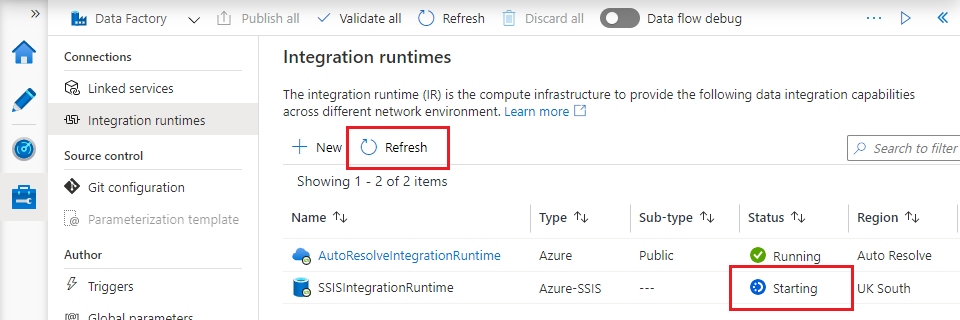 Data Factory Publish all Validate all Refresh Discard all Data flow debug
Connections
Linked services
Integration runtimes
Source control
Git configuration
Parameterization template
Author
Triggers
Global parameters
Integration runtimes
The integration runtime (IR) is the compute infrastructure to provide the following data integration capabilities
across different network environment. Learn more
New Refresh Search to filter
Showing 1 - 2 of 2 items
Name Type Sub-type Status Region
AutoResolveIntegrationRuntime Azure Public Running Auto Resolve
SSISIntegrationRuntime Azure-SSIS --- Starting UK South